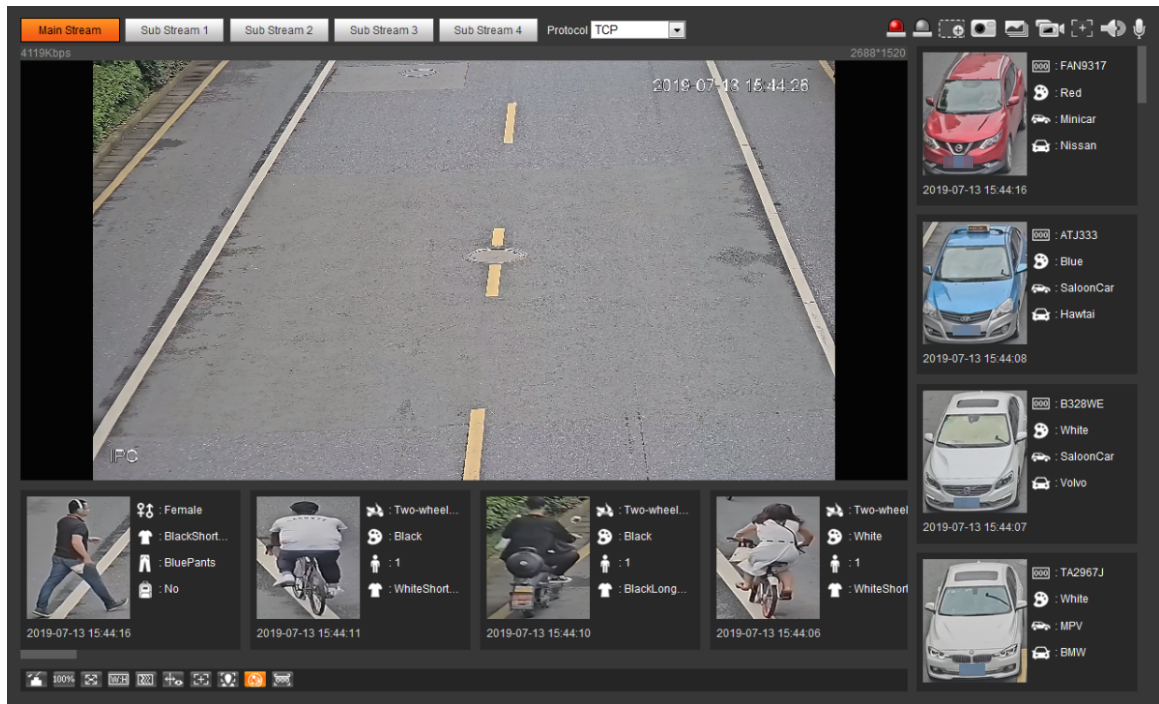 Main Stream
Sub Stream 1
Sub Stream 2
Sub Stream 3
Sub Stream 4
Protocol TCP
4119Kbps
2688*1520
2019-07-13 15:44:26
IPC
000 : FAN9317
: Red
: Minicar
: Nissan
2019-07-13 15:44:16
000 : ATJ333
: Blue
: SaloonCar
: Hawtai
2019-07-13 15:44:08
000 : B328WE
: White
: SaloonCar
: Volvo
2019-07-13 15:44:07
000 : TA2967J
: White
: MPV
: BMW
: Female
: BlackShort...
: BluePants
: No
2019-07-13 15:44:16
: Two-wheel...
: Black
: 1
: WhiteShort...
2019-07-13 15:44:11
: Two-wheel...
: Black
: 1
: BlackLong...
2019-07-13 15:44:10
: Two-wheel
: White
: 1
: WhiteShort
2019-07-13 15:44:06
100%
W:H